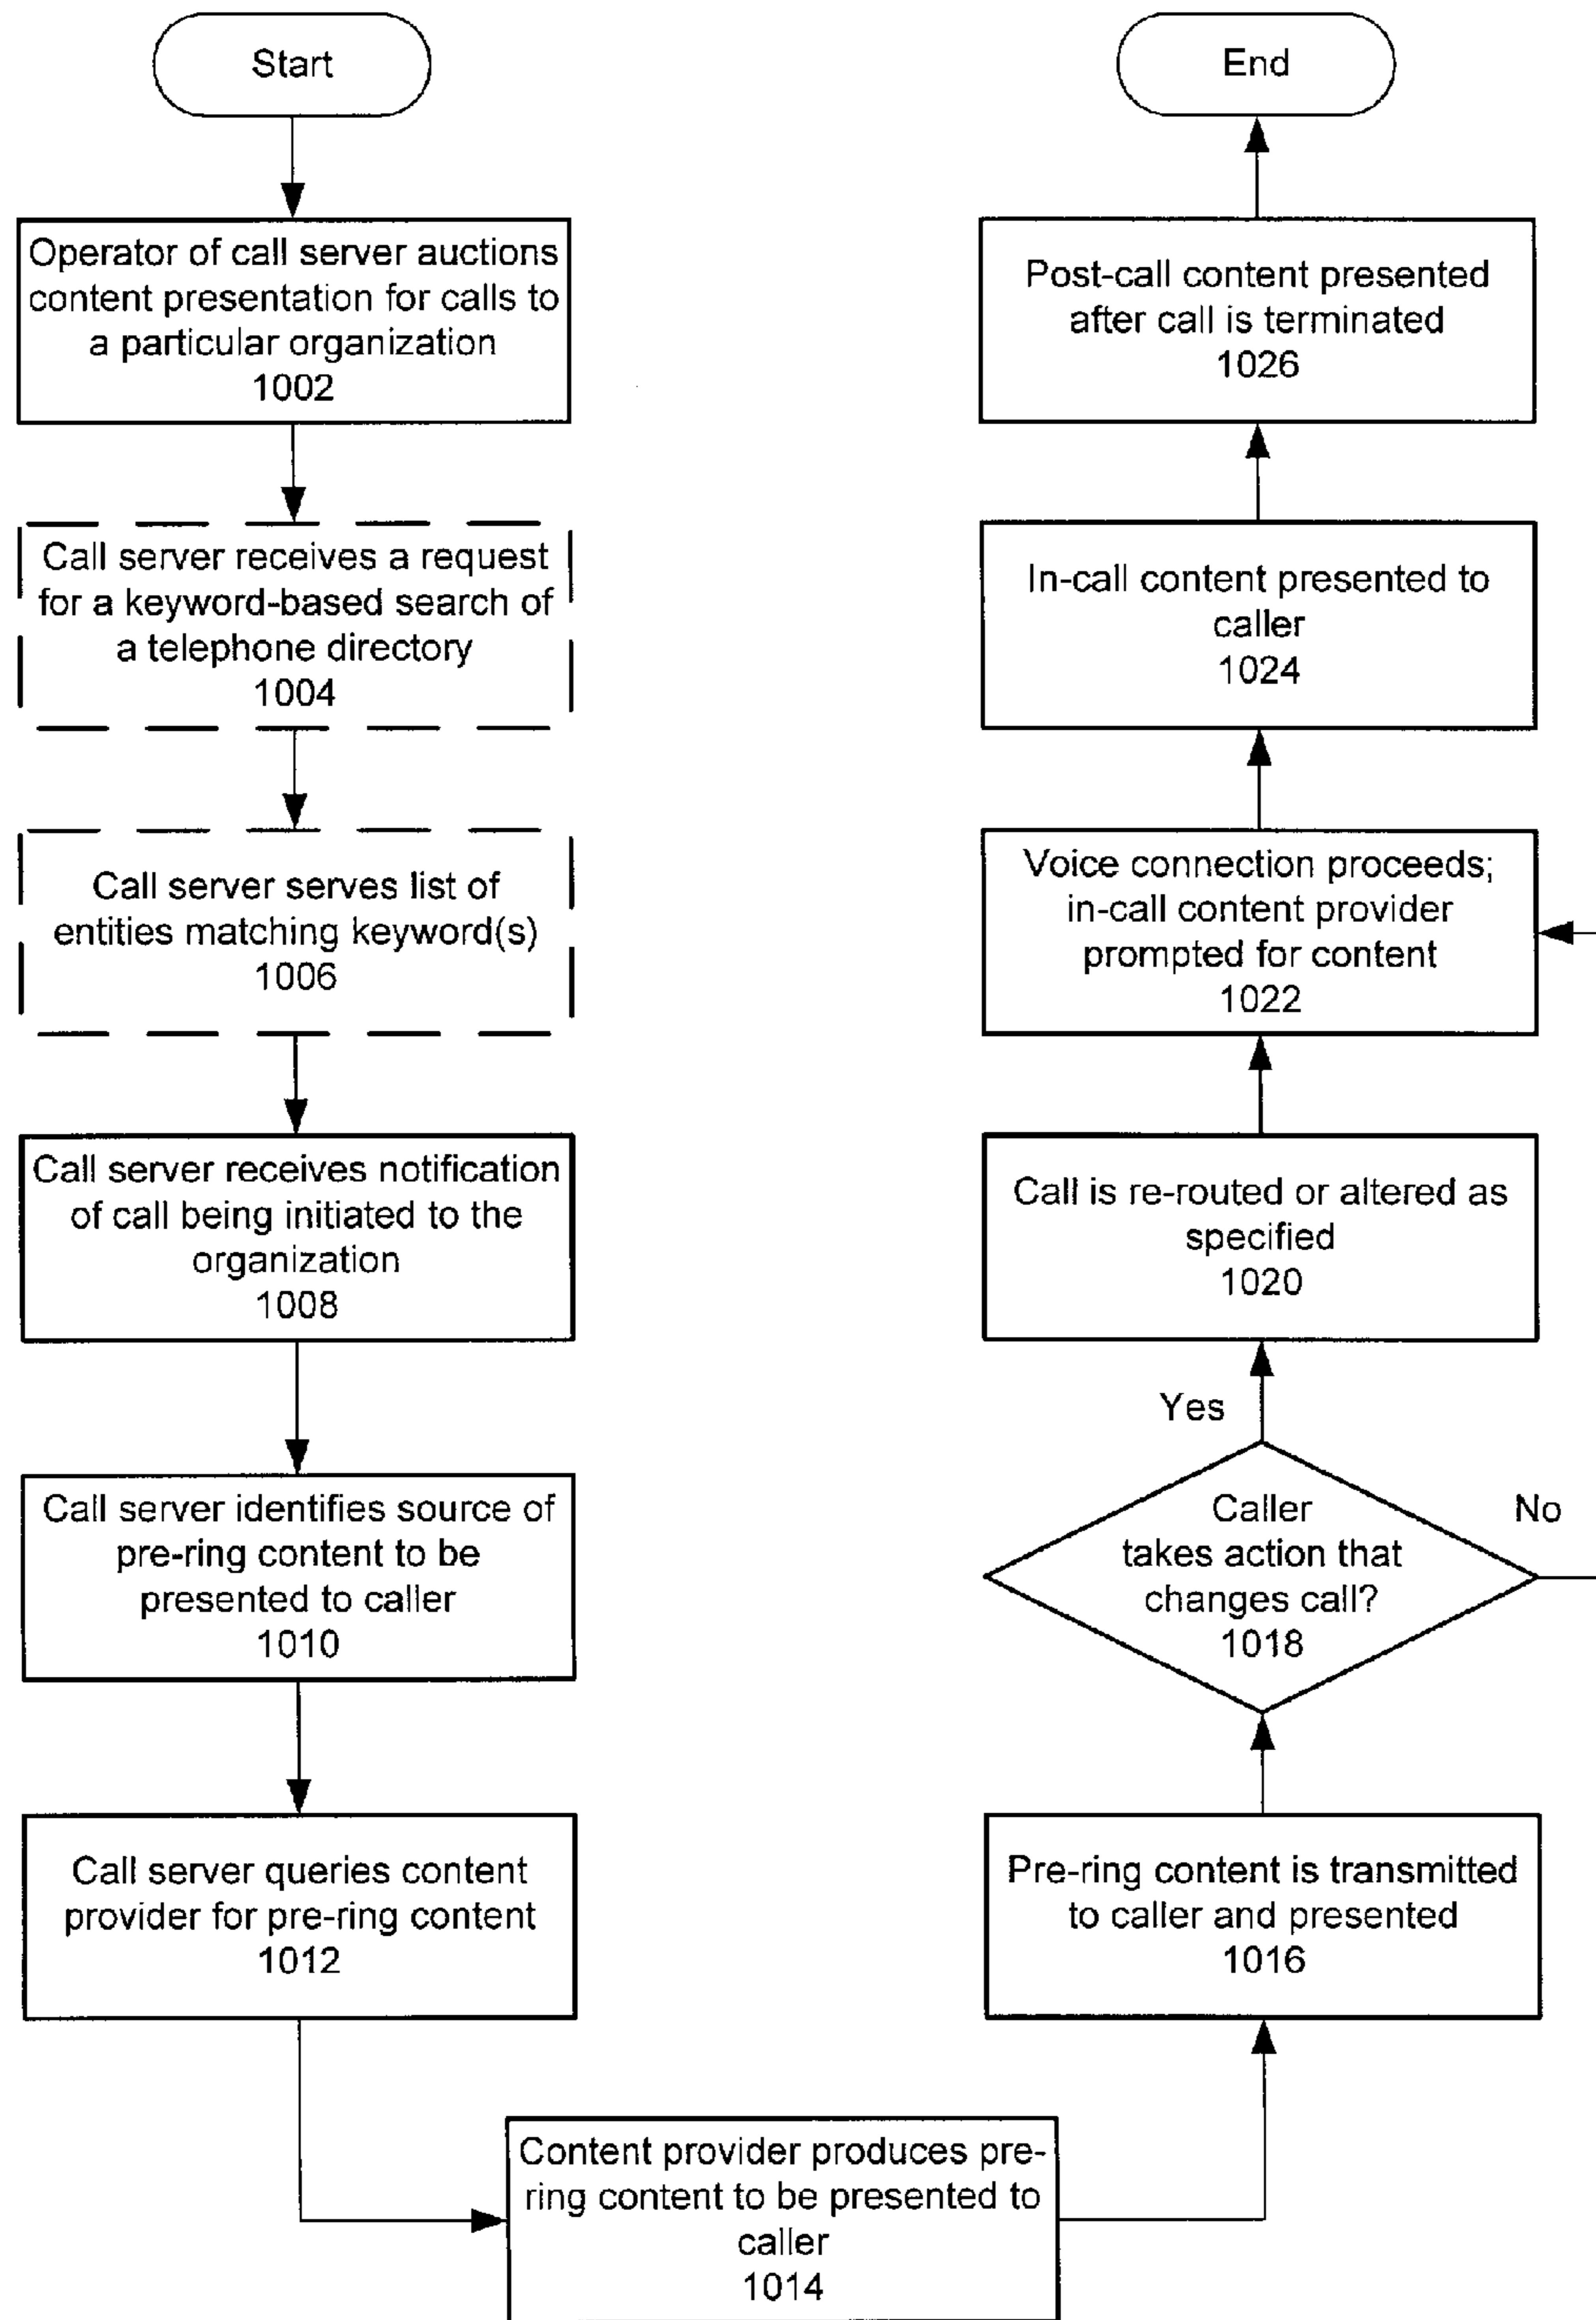 Start
Operator of call server auctions
content presentation for calls to
a particular organization
1002
Call server receives a request
for a keyword-based search of
a telephone directory
1004
Call server serves list of
entities matching keyword(s)
1006
Call server receives notification
of call being initiated to the
organization
1008
Call server identifies source of
pre-ring content to be
presented to caller
1010
Call server queries content
provider for pre-ring content
1012
Content provider produces pre-
ring content to be presented to
caller
1014
Pre-ring content is transmitted
to caller and presented
1016
Caller
takes action that
changes call?
1018
Yes
No
Call is re-routed or altered as
specified
1020
Voice connection proceeds;
in-call content provider
prompted for content
1022
In-call content presented to
caller
1024
Post-call content presented
after call is terminated
1026
End